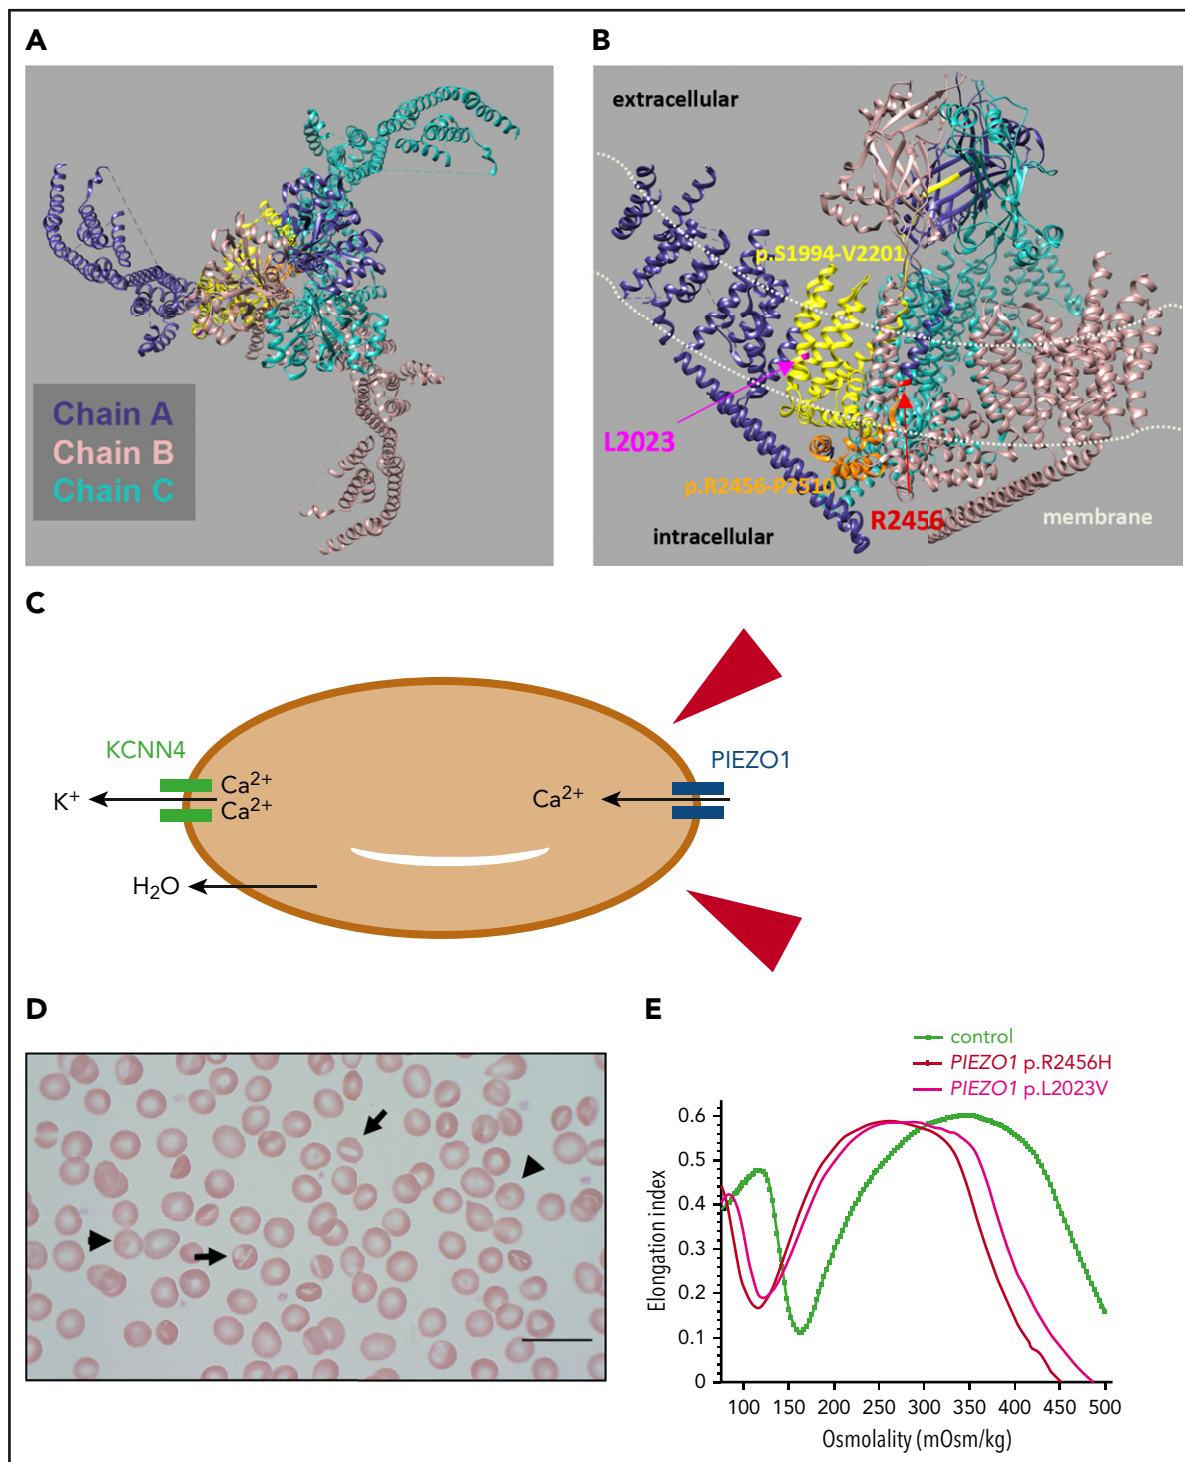 A
Chain A
Chain B
Chain C
B
extracellular
p.S1994-V2201
L2023
p.R2456-P2510
R2456
membrane
intracellular
C
KCNN4
PIEZO1
Ca2+
K+
Ca2+
Ca2+
H2O
D
E
control
PIEZO1 p.R2456H
PIEZO1 p.L2023V
Elongation index
0.6
0.5
0.4
0.3
0.2
0.1
0
100 150 200 250 300 350 400 450 500
Osmolality (mOsm/kg)